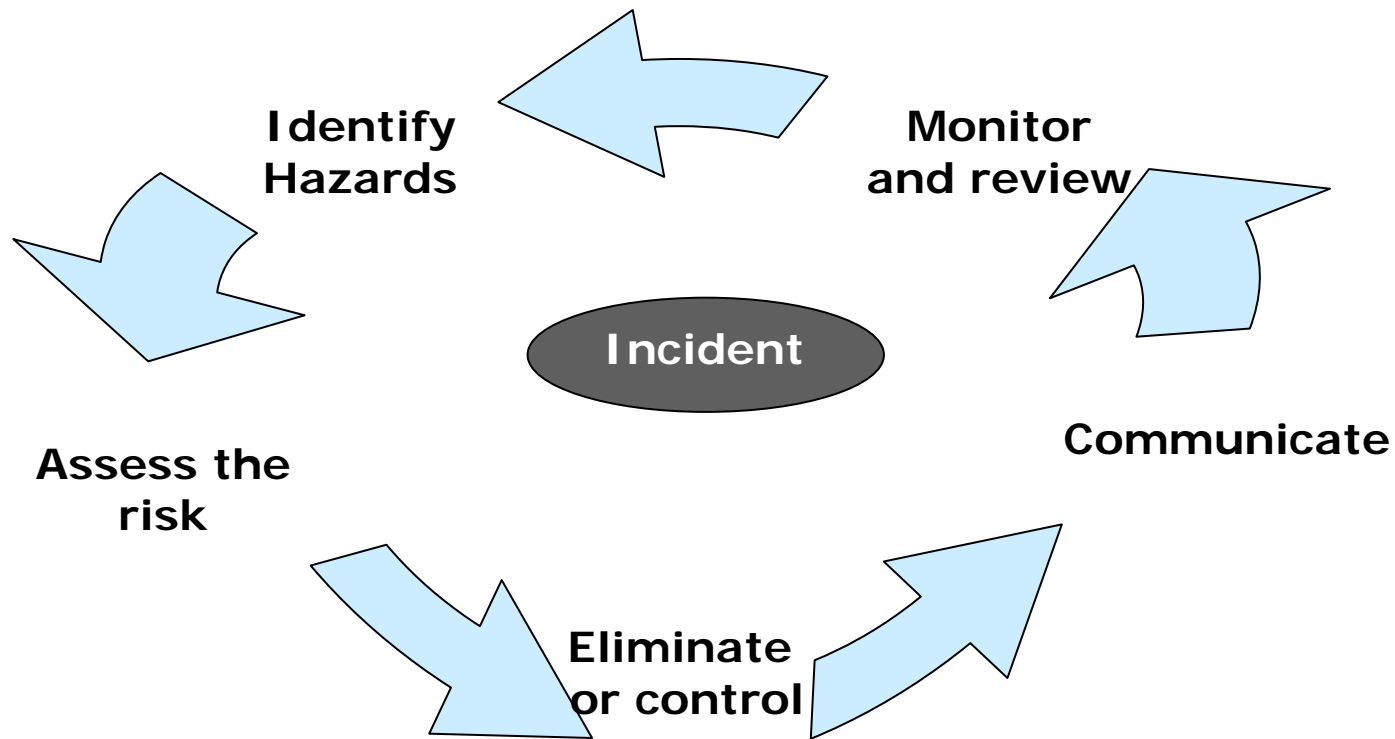 Identify
Hazards
Monitor
and review
Incident
Communicate
Assess the
risk
Eliminate
or control